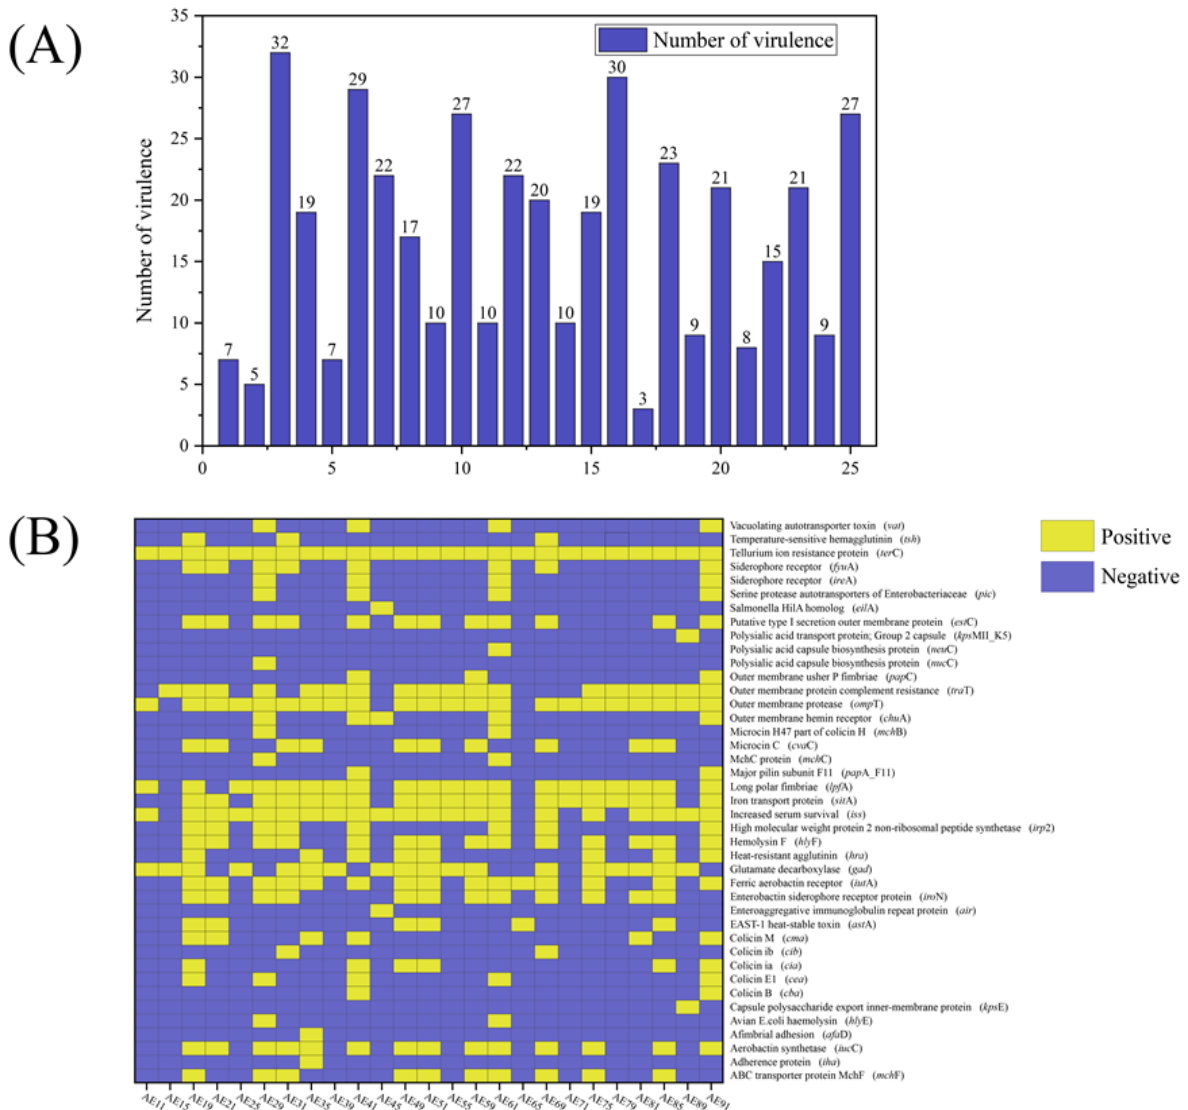 (A)
Number of virulence
Number of virulence
35
30
25
20
15
10
5
0
7
5
32
19
7
29
22
17
10
27
10
22
20
10
19
30
3
23
9
21
8
21
15
9
27
0
5
10
15
20
25
(B)
Positive
Negative
Vacuolating autotransporter toxin (vat)
Temperature-sensitive hemagglutinin (tsh)
Tellurium ion resistance protein (terC)
Siderophore receptor (fyuA)
Siderophore receptor (ireA)
Serine protease autotransporters of Enterobacteriaceae (pic)
Salmonella HilA homolog (eilA)
Putative type I secretion outer membrane protein (estC)
Polysialic acid transport protein; Group 2 capsule (kpsMII_K5)
Polysialic acid capsule biosynthesis protein (neuC)
Polysialic acid capsule biosynthesis protein (nucC)
Outer membrane usher P fimbriae (papC)
Outer membrane protein complement resistance (traT)
Outer membrane protease (ompT)
Outer membrane hemin receptor (chuA)
Microcin H47 part of colicin H (mchB)
Microcin C (cvaC)
MchC protein (mchC)
Major pilin subunit F11 (papA_F11)
Long polar fimbriae (lpfA)
Iron transport protein (sitA)
Increased serum survival (iss)
High molecular weight protein 2 non-ribosomal peptide synthetase (irp2)
Hemolysin F (hlyF)
Heat-resistant agglutinin (hra)
Glutamate decarboxylase (gad)
Ferric aerobactin receptor (iutA)
Enterobactin siderophore receptor protein (iroN)
Enteroaggregative immunoglobulin repeat protein (air)
EAST-1 heat-stable toxin (astA)
Colicin M (cma)
Colicin ib (cib)
Colicin ia (cia)
Colicin E1 (cea)
Colicin B (cba)
Capsule polysaccharide export inner-membrane protein (kpsE)
Avian E.coli haemolysin (hlyE)
Afimbrial adhesion (afaD)
Aerobactin synthetase (iucC)
Adherence protein (iha)
ABC transporter protein MchF (mchF)
AE11
AE15
AE19
AE21
AE25
AE29
AE31
AE35
AE39
AE41
AE45
AE49
AE51
AE55
AE59
AE61
AE65
AE69
AE71
AE75
AE79
AE81
AE85
AE89
AE91